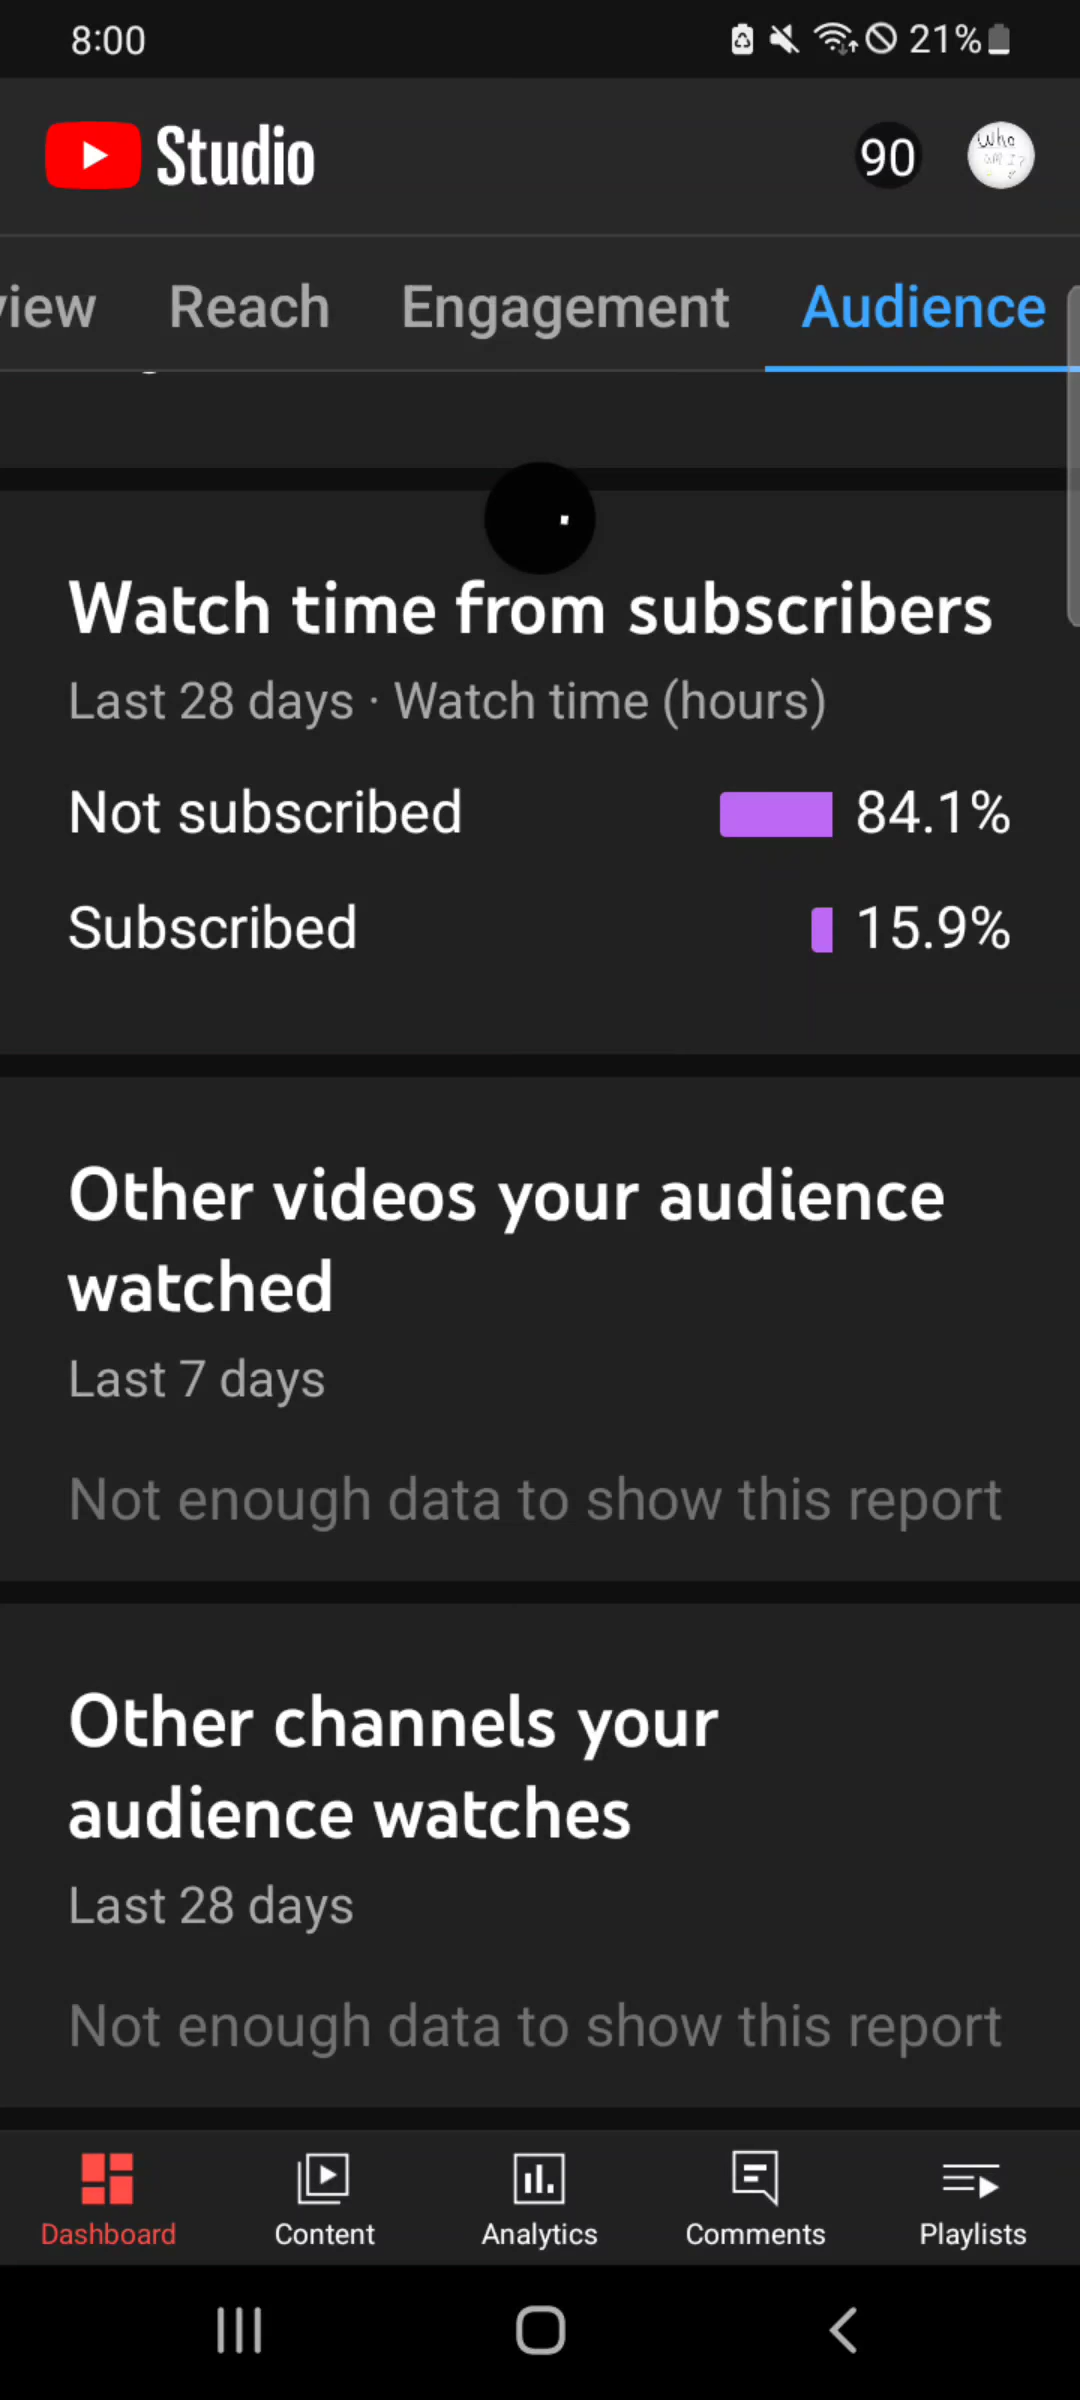 8:00 21%
Studio 90 Who am I?
view Reach Engagement Audience
Watch time from subscribers
Last 28 days · Watch time (hours)
Not subscribed 84.1%
Subscribed 15.9%
Other videos your audience
watched
Last 7 days
Not enough data to show this report
Other channels your
audience watches
Last 28 days
Not enough data to show this report
Dashboard Content Analytics Comments Playlists